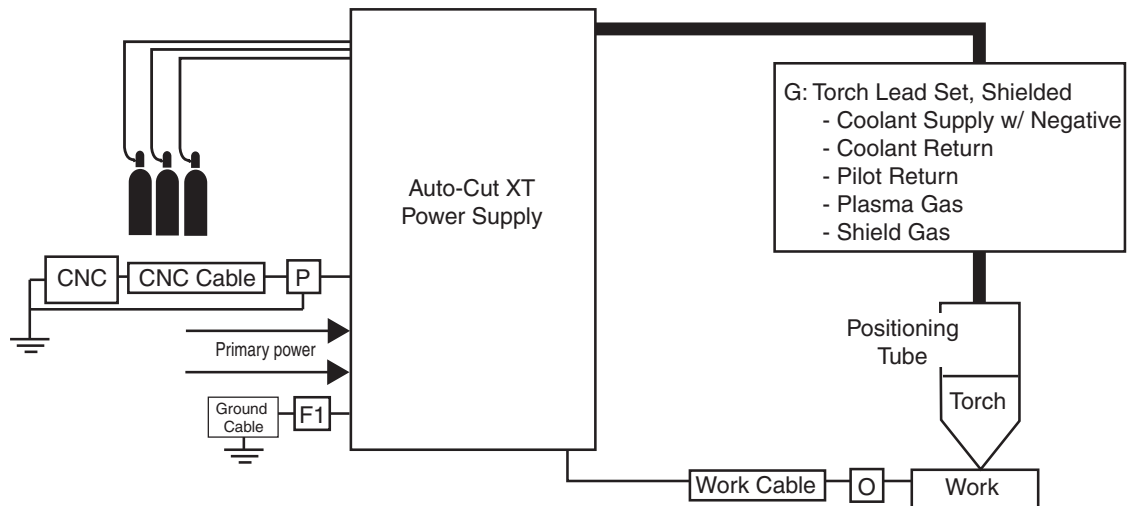 Auto-Cut XT
Power Supply
G: Torch Lead Set, Shielded
- Coolant Supply w/ Negative
- Coolant Return
- Pilot Return
- Plasma Gas
- Shield Gas
CNC
CNC Cable
P
Primary power
Ground
Cable
F1
Positioning
Tube
Torch
Work Cable
O
Work